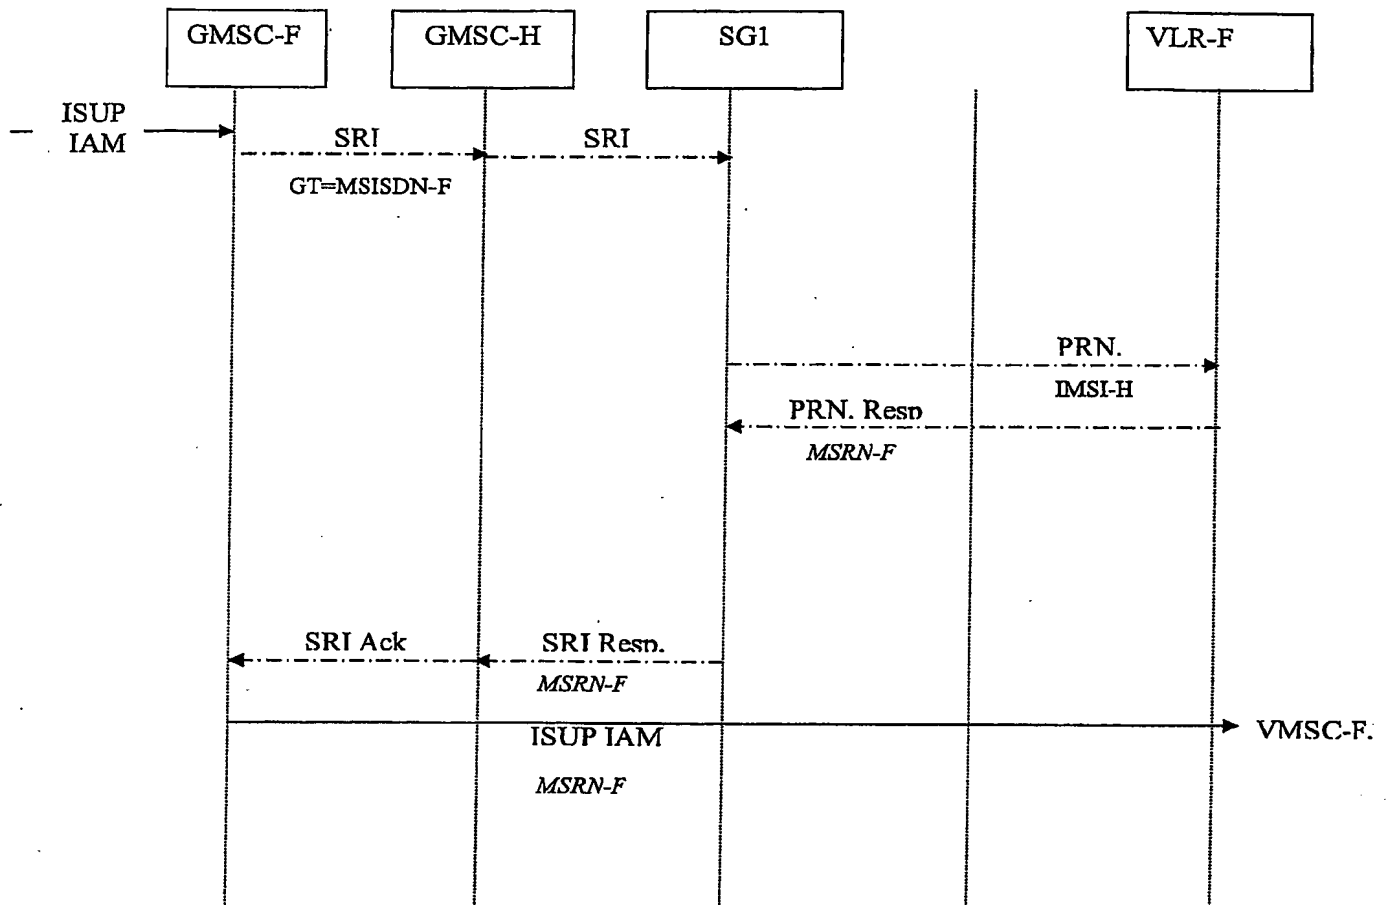 GMSC-F
GMSC-H
SG1
VLR-F
ISUP
IAM
SRI
SRI
GT=MSISDN-F
PRN.
IMSI-H
PRN. Resp
MSRN-F
SRI Ack
SRI Resp.
MSRN-F
ISUP IAM
VMSC-F.
MSRN-F